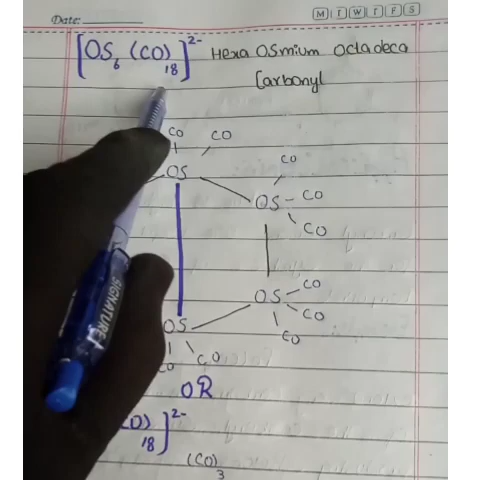 Date:
M T W T F S
[OS6 (CO)18]2- Hexa Osmium Octadeca
Carbonyl
CO CO
OS
CO
OS - CO
CO
OS CO
CO
CO
OS
CO CO
OR
18]2-
(CO)3
SIGNATURE